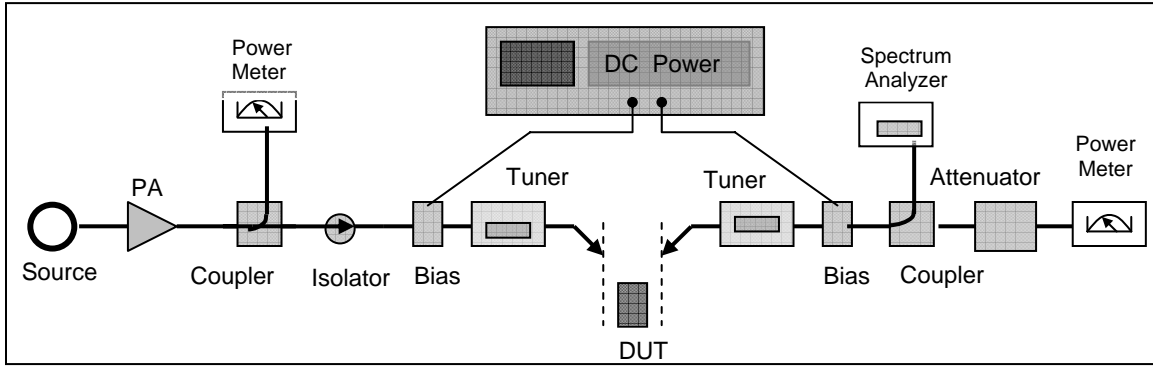 Power
Meter
DC Power
Spectrum
Analyzer
Power
Meter
PA
Tuner
Tuner
Attenuator
Source
Coupler
Isolator
Bias
Bias
Coupler
DUT